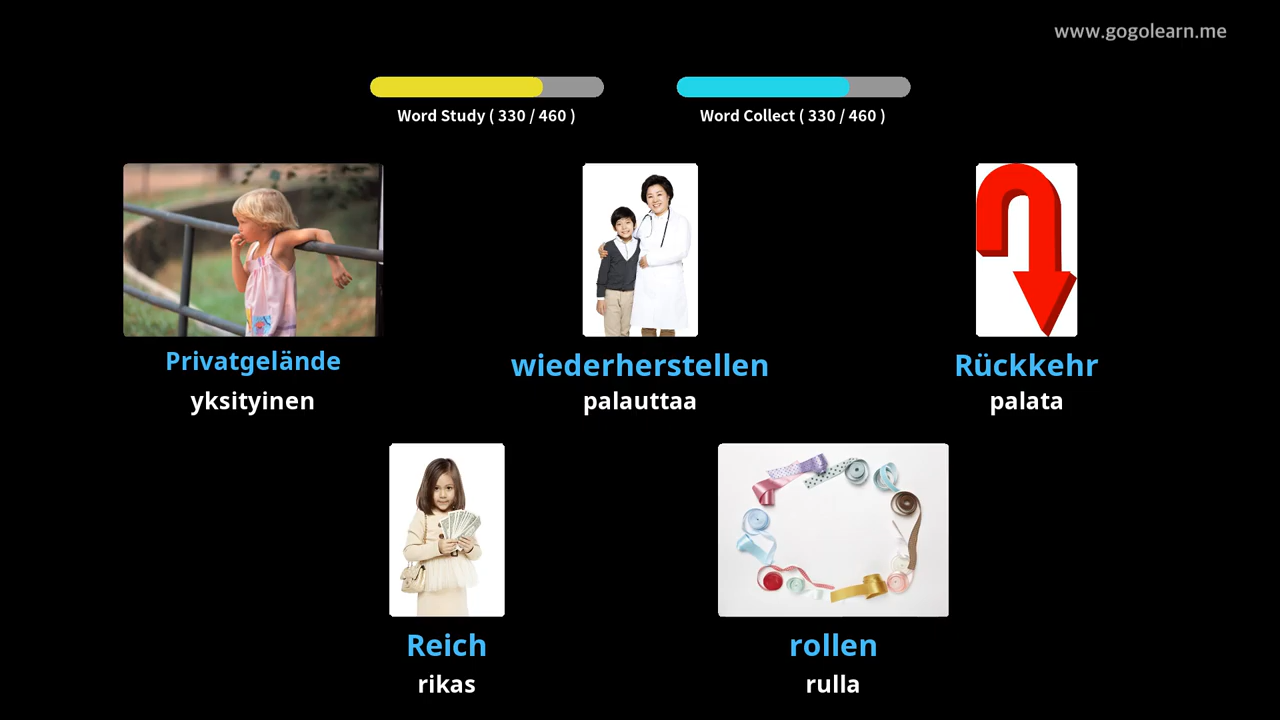 www.gogolearn.me
Word Study ( 330 / 460 )
Word Collect ( 330 / 460 )
Privatgelände
yksityinen
wiederherstellen
palauttaa
Rückkehr
palata
Reich
rikas
rollen
rulla